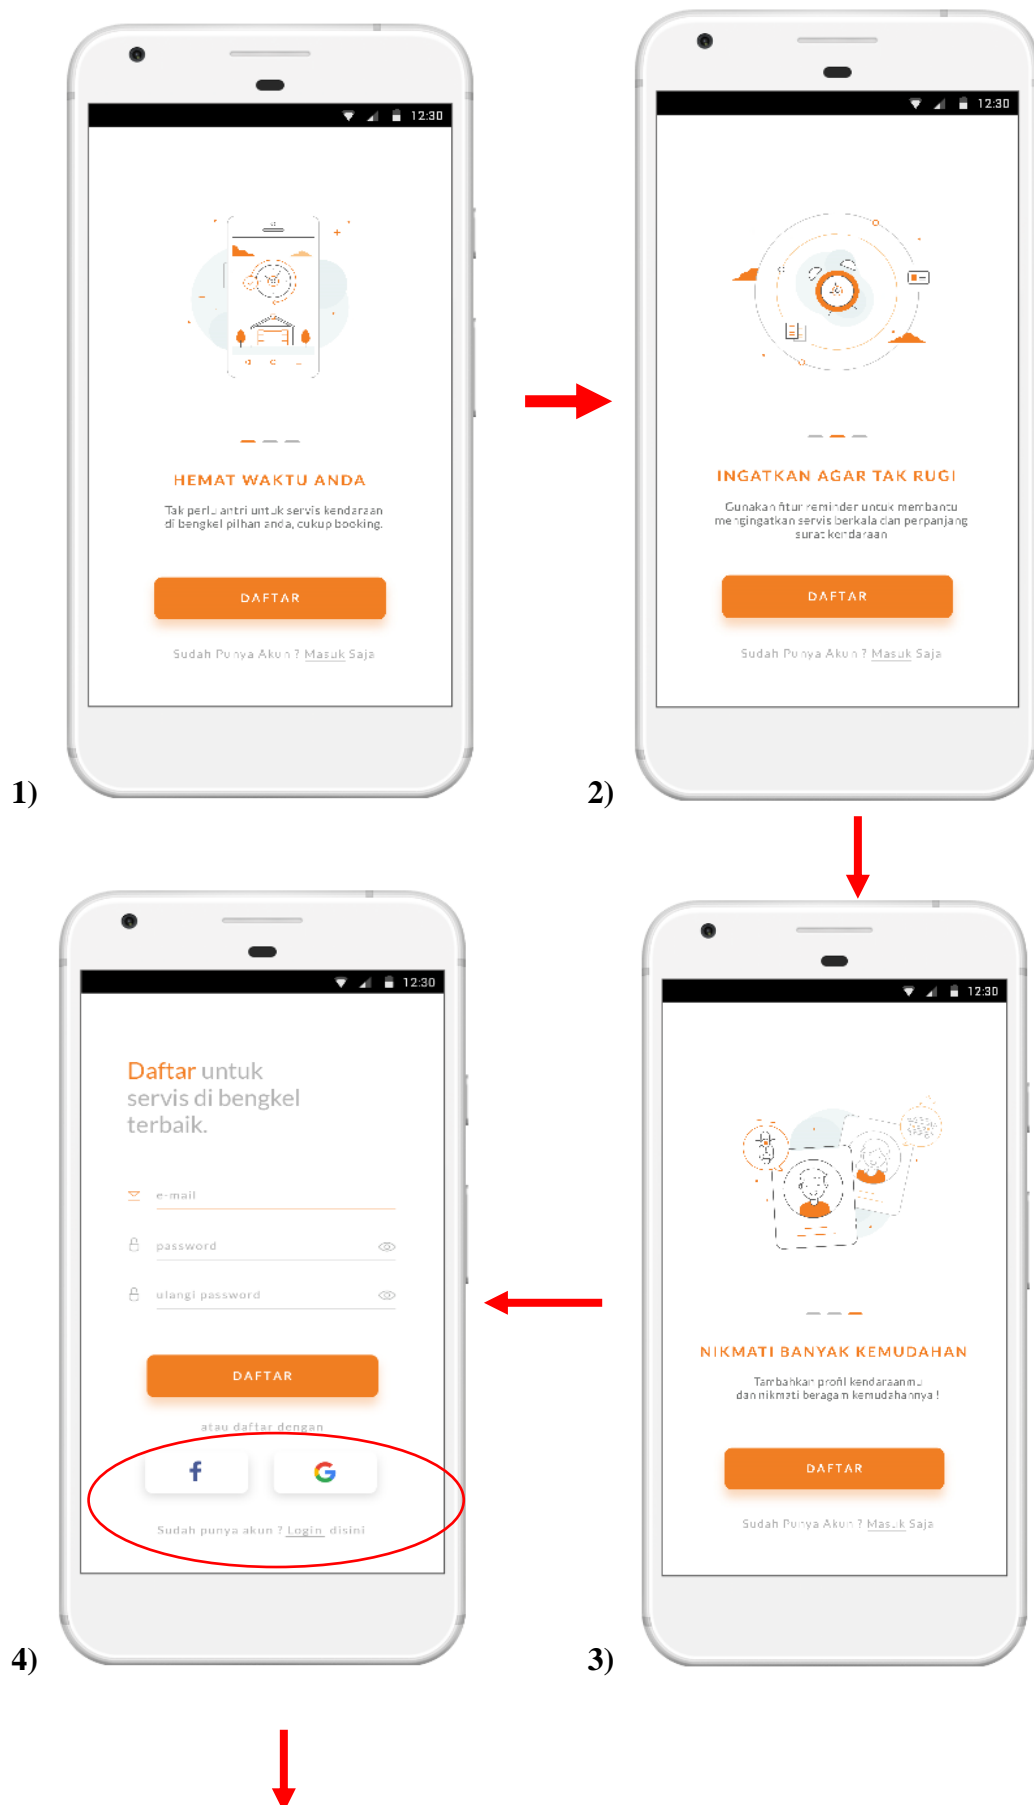 12:30
HEMAT WAKTU ANDA
Tak perlu antri untuk servis kendaraan
di bengkel pilhan anda, cukup booking.
DAFTAR
Sudah Punya Akun ? Masuk Saja
1)
12:30
INGATKAN AGAR TAK RUGI
Gunakan fitur reminder untuk membantu
mengingatkan servis berkala dan perpanjang
surat kendaraan
DAFTAR
Sudah Punya Akun ? Masuk Saja
2)
12:30
NIKMATI BANYAK KEMUDAHAN
Tambahkan profil kendaraanmu
dan nikmati beragam kemudahannya !
DAFTAR
Sudah Punya Akun ? Masuk Saja
3)
12:30
Daftar untuk
servis di bengkel
terbaik.
e-mail
password
ulangi password
DAFTAR
atau daftar dengan
f G
Sudah punya akun ? Login disini
4)